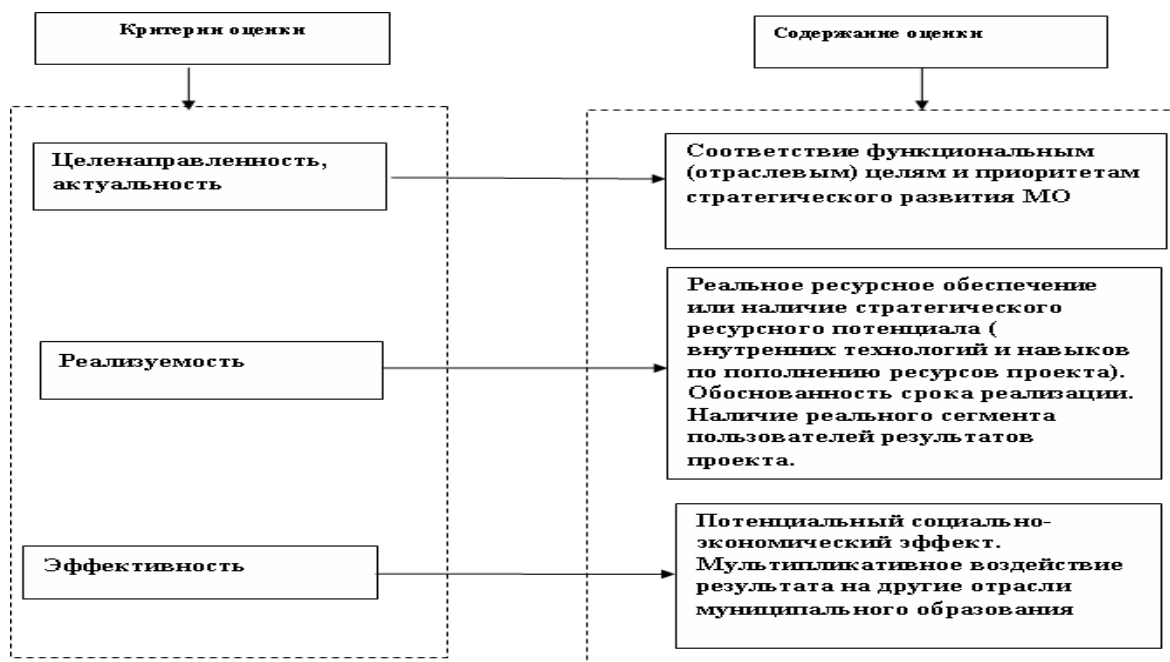 Критерии оценки
Содержание оценки
Целенаправленность,
актуальность
Соответствие функциональным
(отраслевым) целям и приоритетам
стратегического развития МО
Реализуемость
Реальное ресурсное обеспечение
или наличие стратегического
ресурсного потенциала (
внутренних технологий и навыков
по пополнению ресурсов проекта).
Обоснованность срока реализации.
Наличие реального сегмента
пользователей результатов
проекта.
Эффективность
Потенциальный социально-
экономический эффект.
Мультипликативное воздействие
результата на другие отрасли
муниципального образования